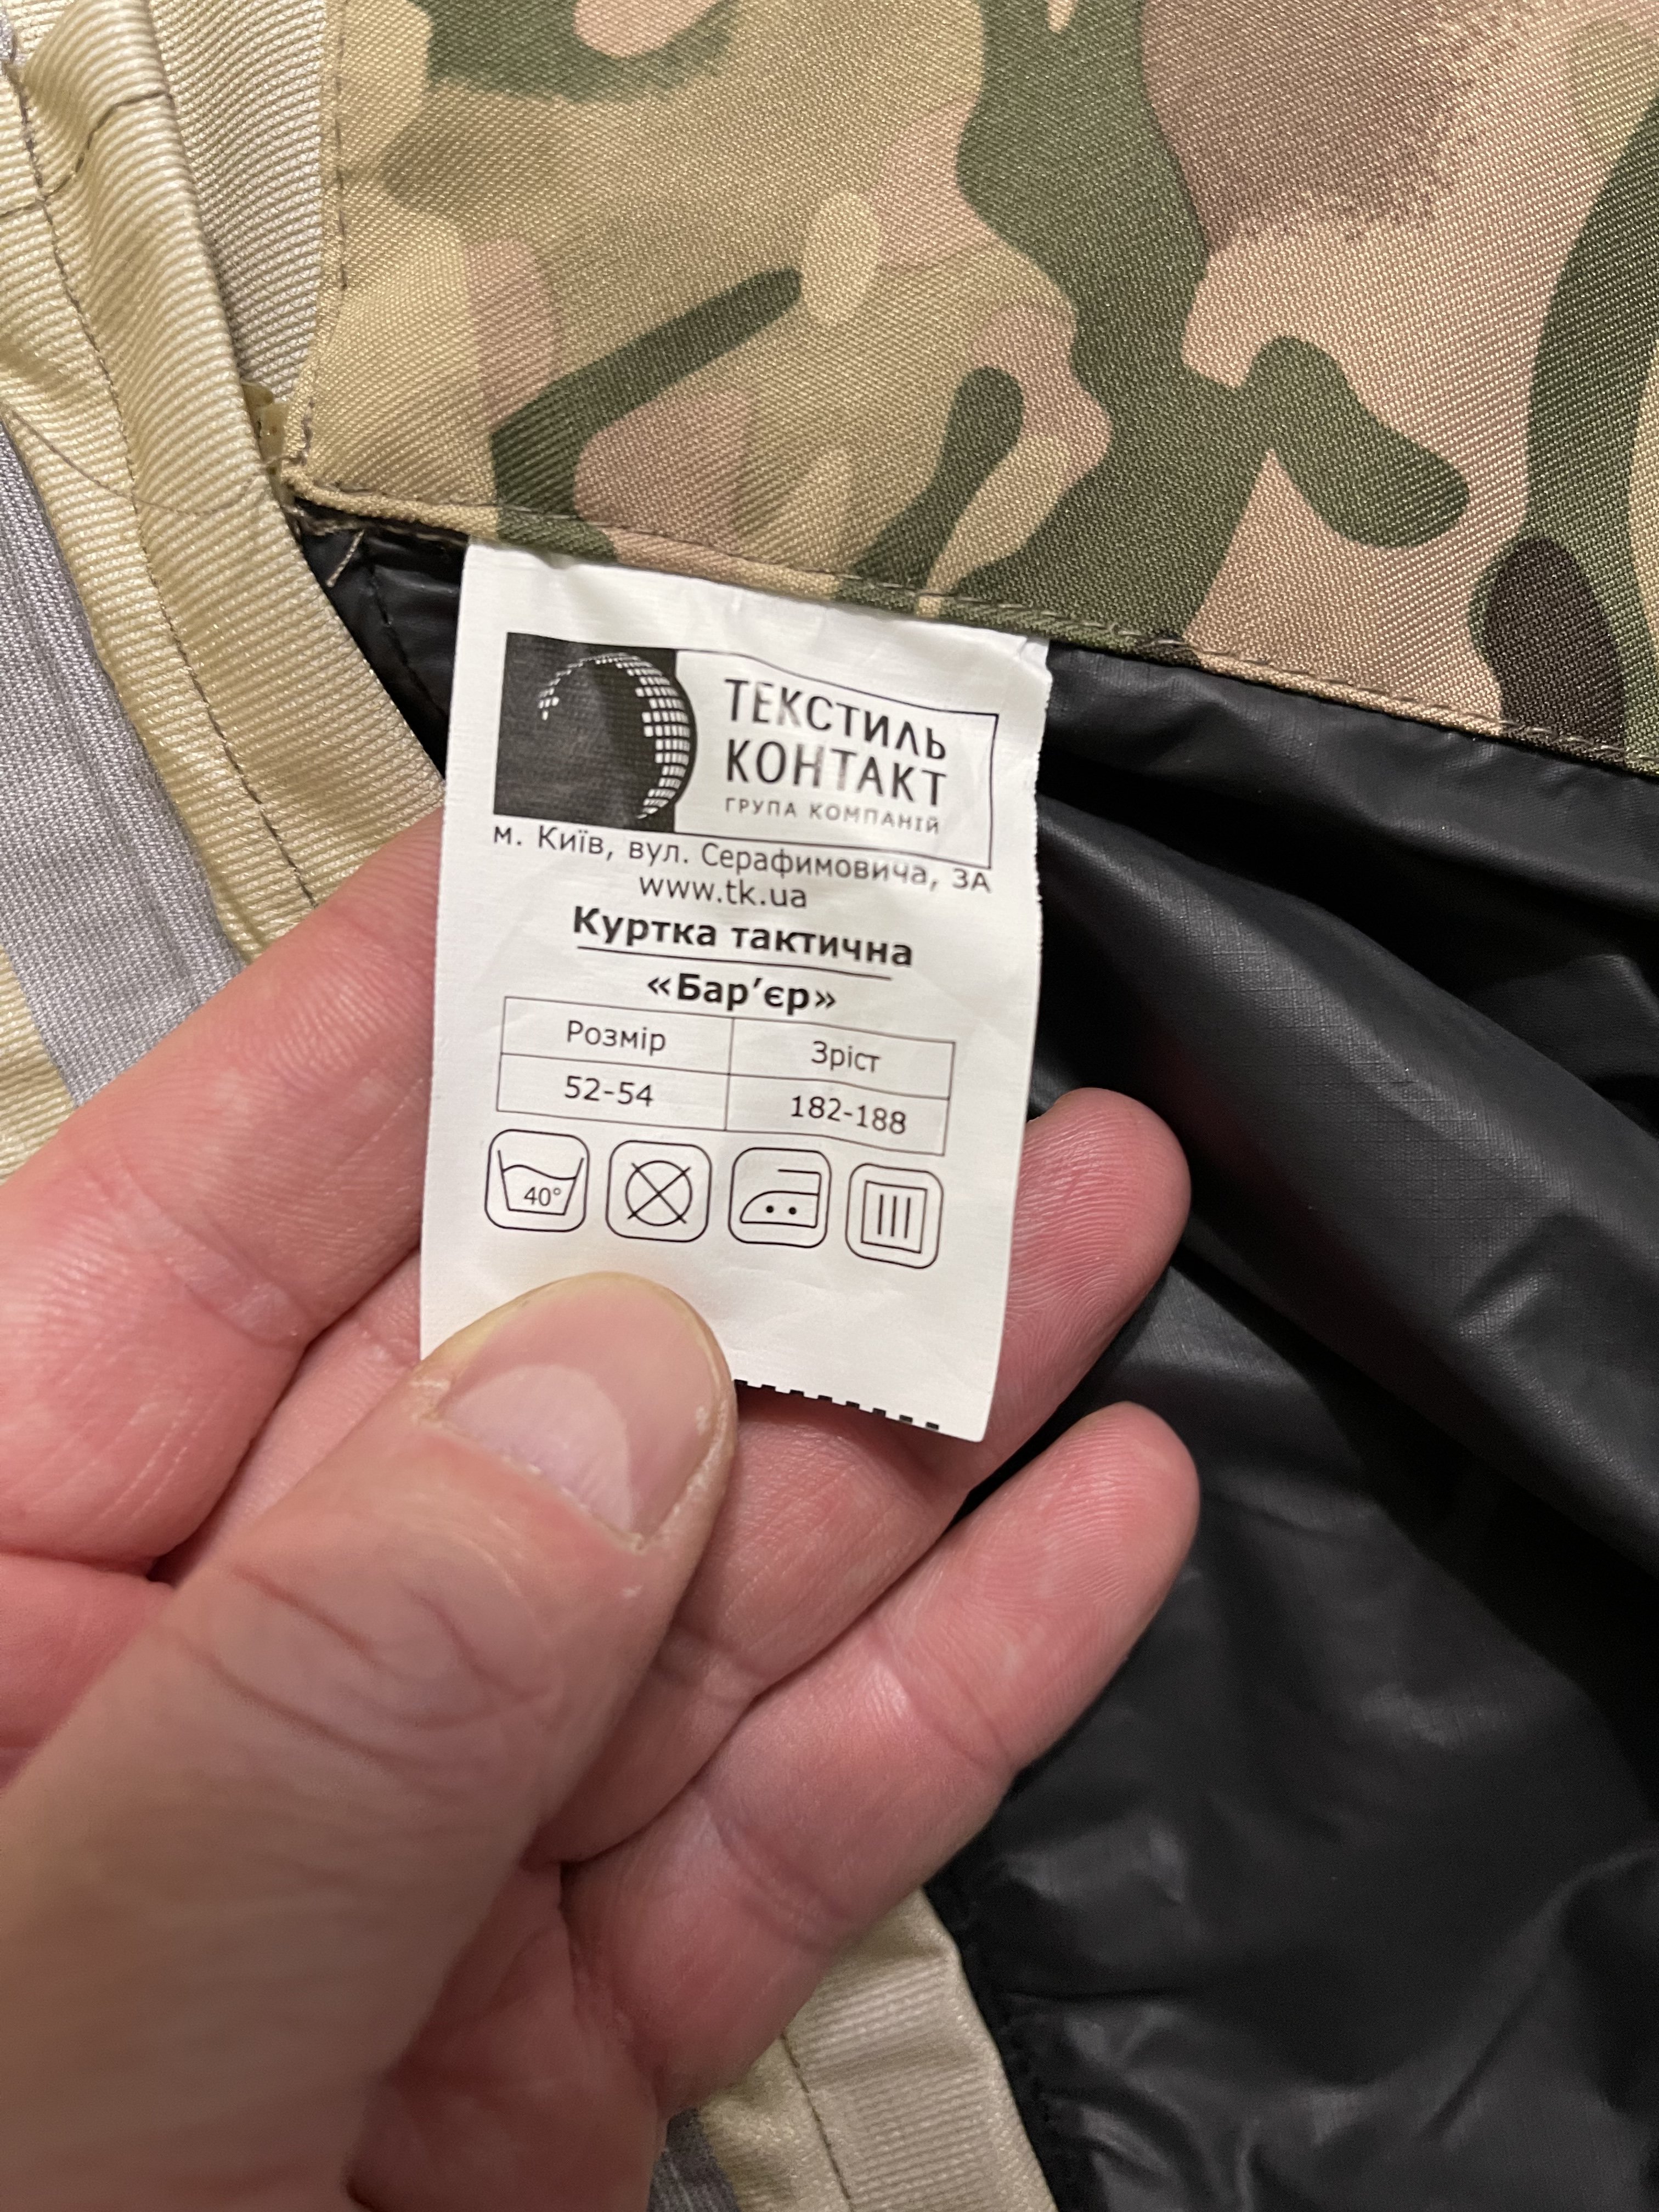 ТЕКСТИЛЬ
КОНТАКТ
ГРУПА КОМПАНІЙ
м. Київ, вул. Серафимовича, 3А
www.tk.ua
Куртка тактична
«Бар’єр»
Розмір Зріст
52-54 182-188
40°